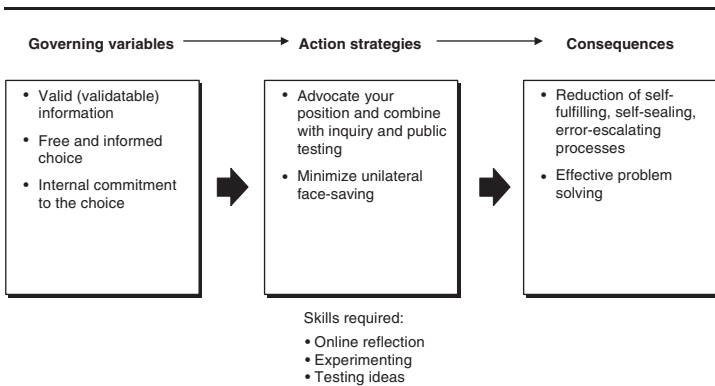 Governing variables
Action strategies
Consequences
• Valid (validatable)
information
• Free and informed
choice
• Internal commitment
to the choice
• Advocate your
position and combine
with inquiry and public
testing
• Minimize unilateral
face-saving
• Reduction of self-
fulfilling, self-sealing,
error-escalating
processes
• Effective problem
solving
Skills required:
• Online reflection
• Experimenting
• Testing ideas